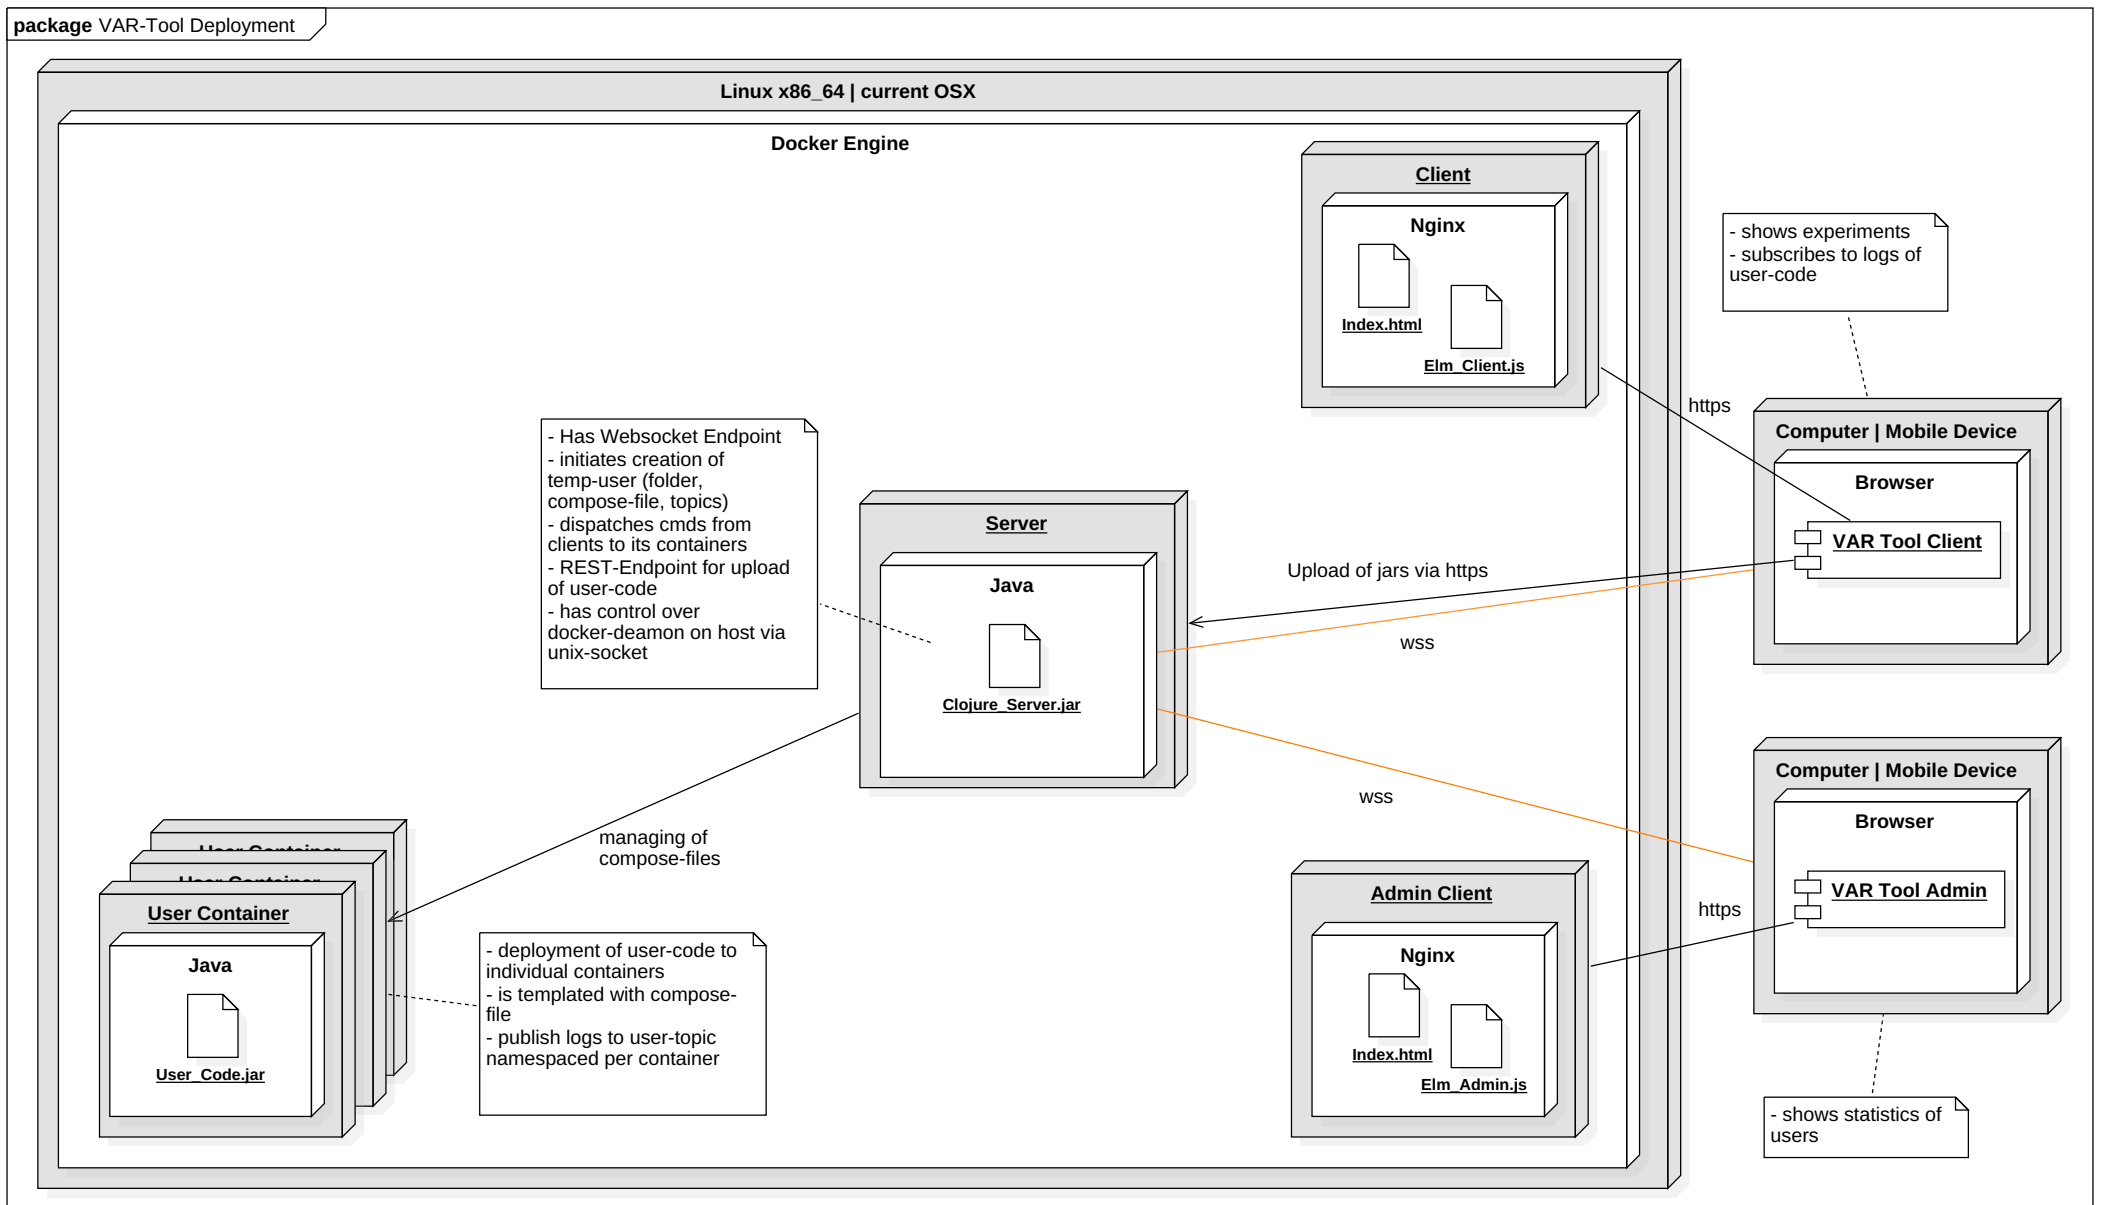 package VAR-Tool Deployment
Linux x86_64 | current OSX
Docker Engine
Client
Nginx
Index.html
Elm_Client.js
- shows experiments
- subscribes to logs of
user-code
https
Computer | Mobile Device
Browser
VAR Tool Client
- Has Websocket Endpoint
- initiates creation of
temp-user (folder,
compose-file, topics)
- dispatches cmds from
clients to its containers
- REST-Endpoint for upload
of user-code
- has control over
docker-deamon on host via
unix-socket
Server
Java
Clojure_Server.jar
Upload of jars via https
wss
wss
Computer | Mobile Device
Browser
VAR Tool Admin
https
managing of
compose-files
User Container
User Container
User Container
Java
User_Code.jar
- deployment of user-code to
individual containers
- is templated with compose-
file
- publish logs to user-topic
namespaced per container
Admin Client
Nginx
Index.html
Elm_Admin.js
- shows statistics of
users